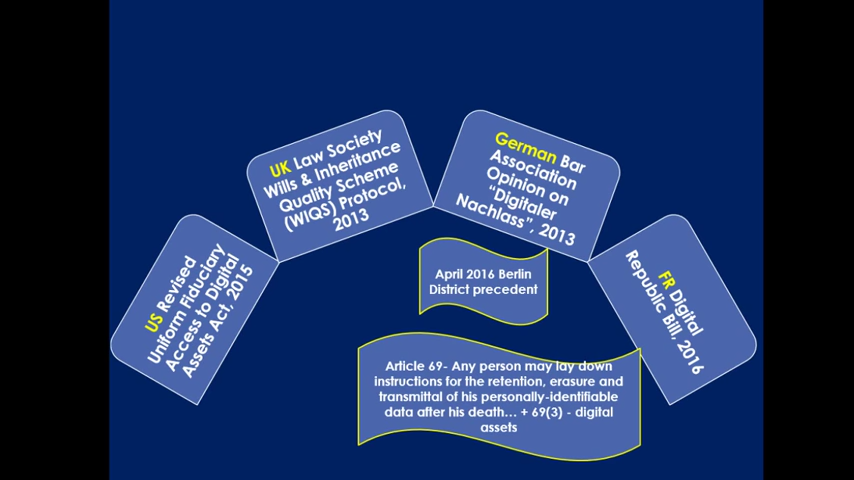 US Revised
Uniform Fiduciary
Access to Digital
Assets Act, 2015
UK Law Society
Wills & Inheritance
Quality Scheme
(WIQS) Protocol,
2013
German Bar
Association
Opinion on
“Digitaler
Nachlass”, 2013
FR Digital
Republic Bill, 2016
April 2016 Berlin
District precedent
Article 69- Any person may lay down
instructions for the retention, erasure and
transmittal of his personally-identifiable
data after his death... + 69(3) - digital
assets